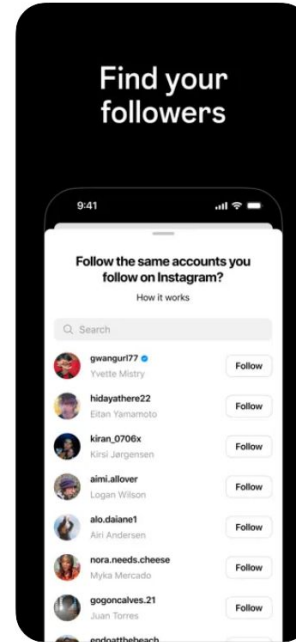 Find your
followers
9:41
Follow the same accounts you
follow on Instagram?
How it works
Search
gwangurl77
Yvette Mistry
Follow
hidayathere22
Eitan Yamamoto
Follow
kiran_0706x
Kirsi Jørgensen
Follow
aimi.allover
Logan Wilson
Follow
alo.daiane1
Airi Andersen
Follow
nora.needs.cheese
Myka Mercado
Follow
gogoncalves.21
Juan Torres
Follow
endoatthebeach